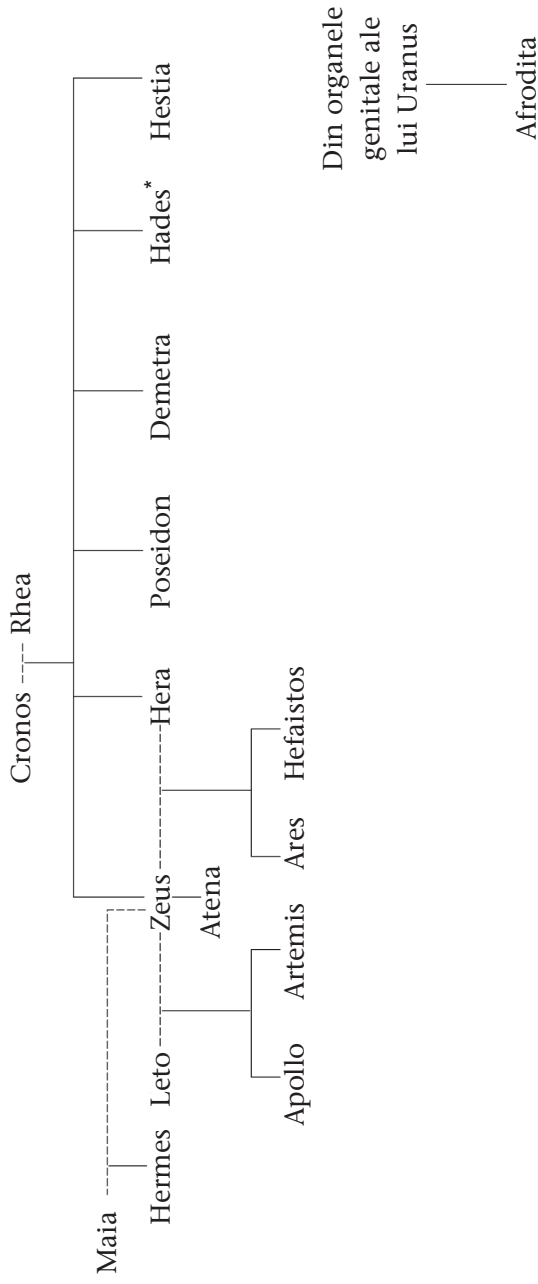 Cronos Rhea
Maia
Hermes Leto Zeus Hera Poseidon Demetra Hades* Hestia
Atena
Apollo Artemis Ares Hefaistos
Din organele
genitale ale
lui Uranus
Afrodita